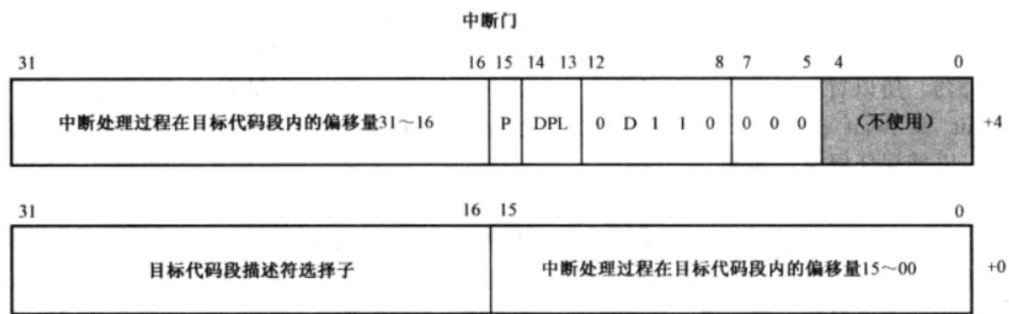 中断门
31 16 15 14 13 12 8 7 5 4 0
中断处理过程在目标代码段内的偏移量31～16 P DPL 0 D 1 1 0 0 0 0 （不使用） +4
31 16 15 0
目标代码段描述符选择子 中断处理过程在目标代码段内的偏移量15～00 +0